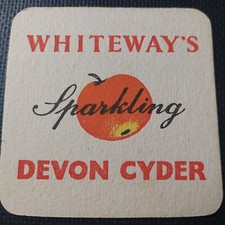 WHITEWAY'S
Sparkling
DEVON CYDER